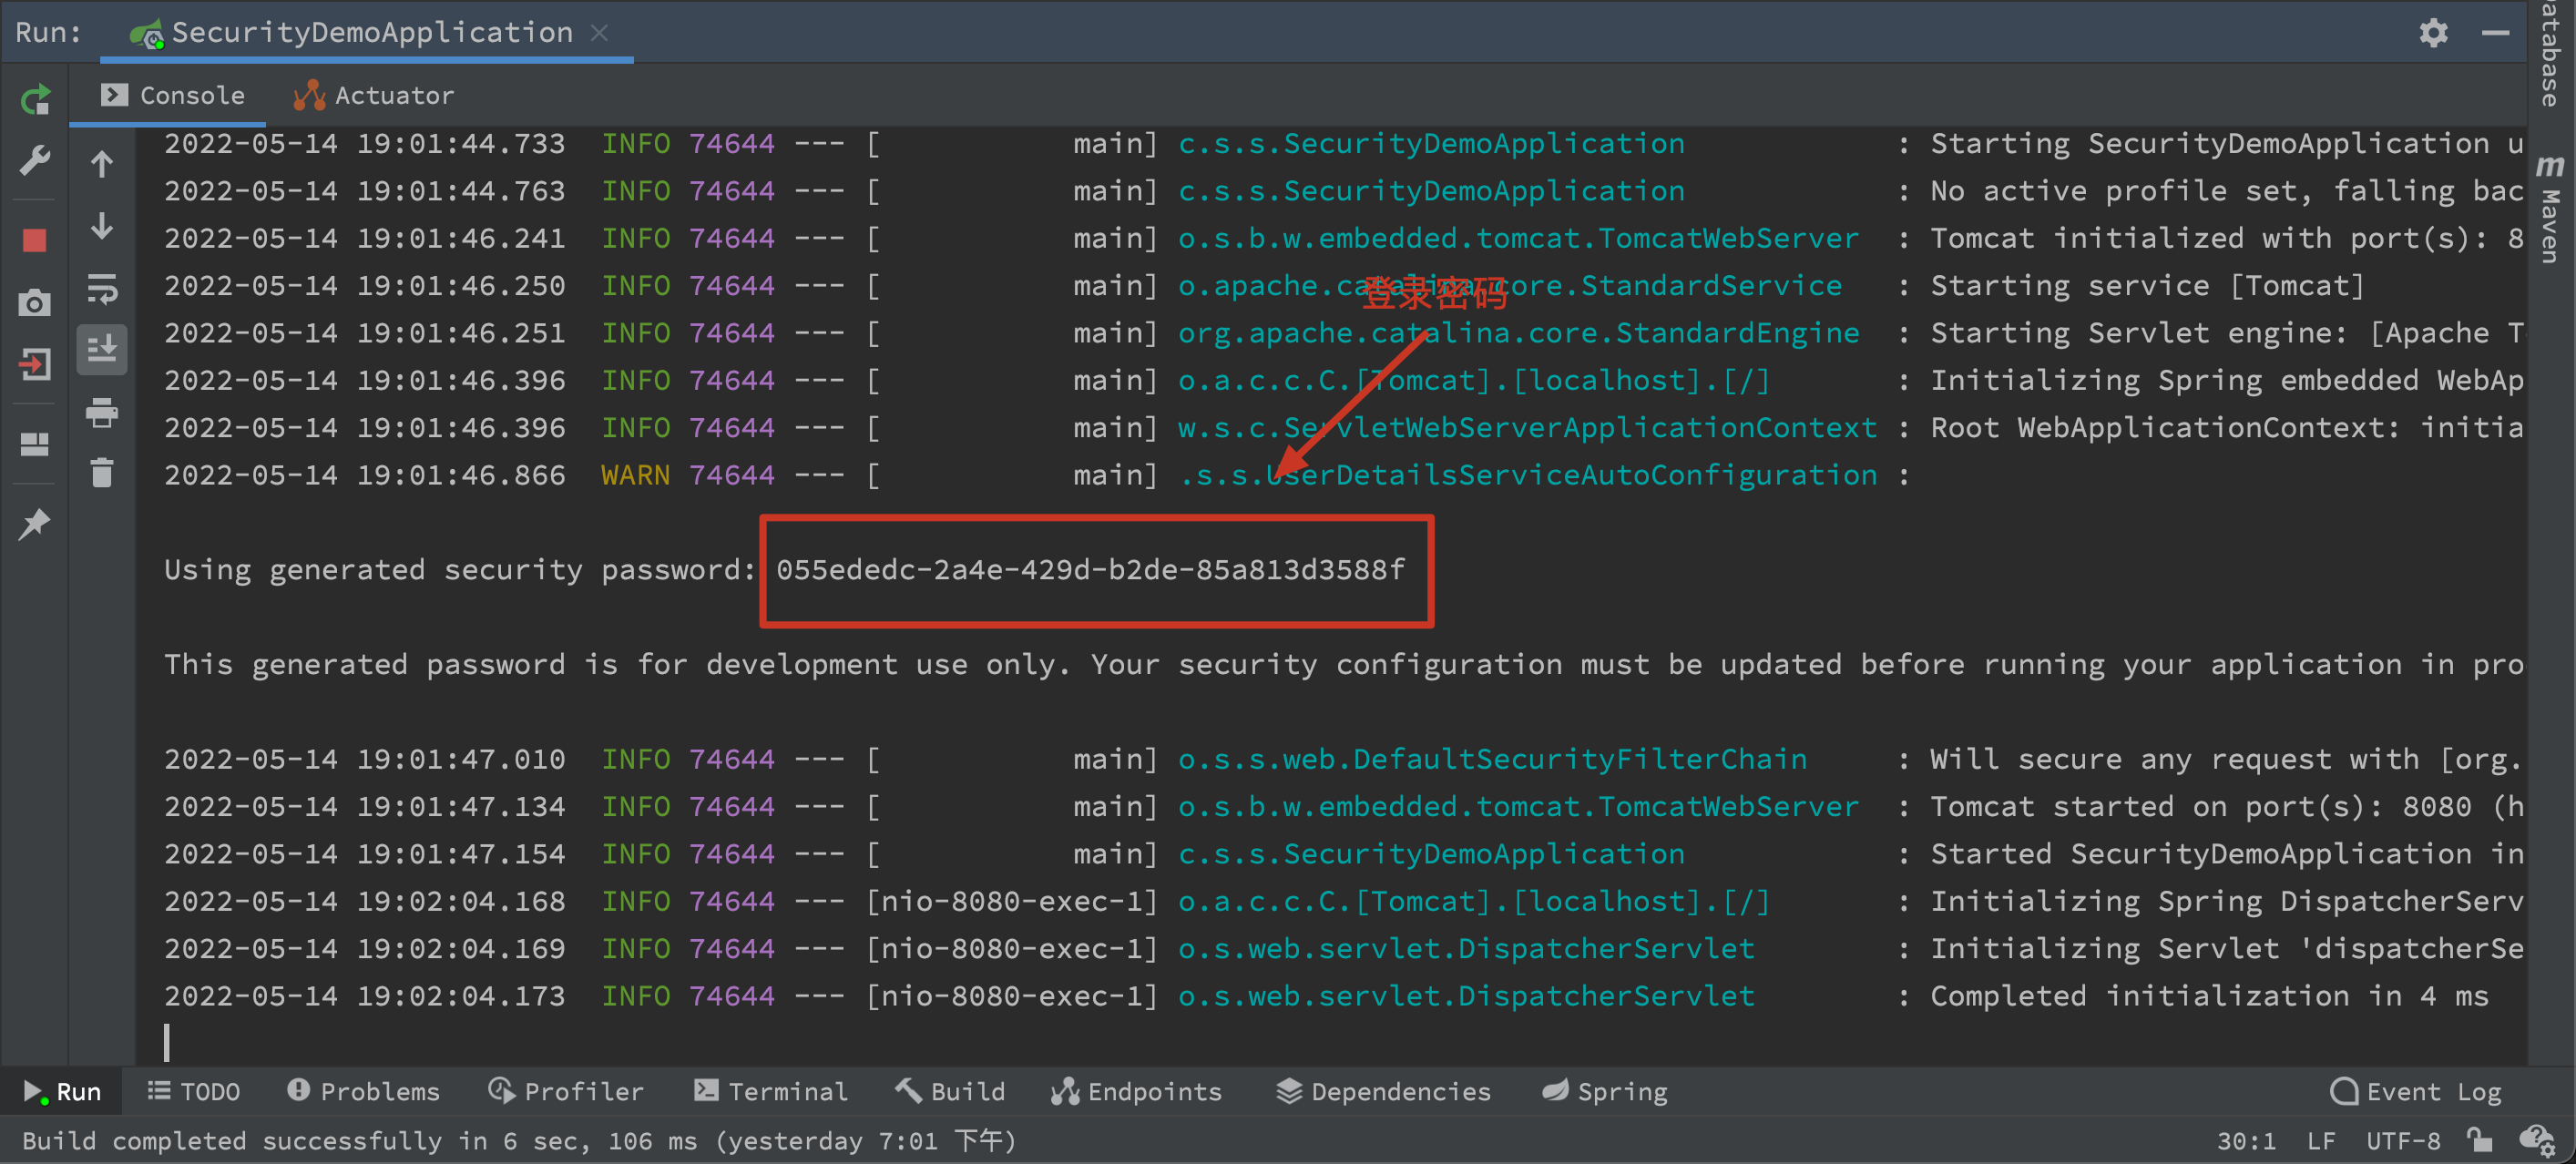 Run: SecurityDemoApplication
Database
Console Actuator
m Maven
2022-05-14 19:01:44.733 INFO 74644 --- [ main] c.s.s.SecurityDemoApplication : Starting SecurityDemoApplication u
2022-05-14 19:01:44.763 INFO 74644 --- [ main] c.s.s.SecurityDemoApplication : No active profile set, falling bac
2022-05-14 19:01:46.241 INFO 74644 --- [ main] o.s.b.w.embedded.tomcat.TomcatWebServer : Tomcat initialized with port(s): 8
2022-05-14 19:01:46.250 INFO 74644 --- [ main] o.apache.catalina.core.StandardService : Starting service [Tomcat]
登录密码
2022-05-14 19:01:46.251 INFO 74644 --- [ main] org.apache.catalina.core.StandardEngine : Starting Servlet engine: [Apache T
2022-05-14 19:01:46.396 INFO 74644 --- [ main] o.a.c.c.C.[Tomcat].[localhost].[/] : Initializing Spring embedded WebAp
2022-05-14 19:01:46.396 INFO 74644 --- [ main] w.s.c.ServletWebServerApplicationContext : Root WebApplicationContext: initia
2022-05-14 19:01:46.866 WARN 74644 --- [ main] .s.s.UserDetailsServiceAutoConfiguration :
Using generated security password: 055ededc-2a4e-429d-b2de-85a813d3588f
This generated password is for development use only. Your security configuration must be updated before running your application in pro
2022-05-14 19:01:47.010 INFO 74644 --- [ main] o.s.s.web.DefaultSecurityFilterChain : Will secure any request with [org.
2022-05-14 19:01:47.134 INFO 74644 --- [ main] o.s.b.w.embedded.tomcat.TomcatWebServer : Tomcat started on port(s): 8080 (h
2022-05-14 19:01:47.154 INFO 74644 --- [ main] c.s.s.SecurityDemoApplication : Started SecurityDemoApplication in
2022-05-14 19:02:04.168 INFO 74644 --- [nio-8080-exec-1] o.a.c.c.C.[Tomcat].[localhost].[/] : Initializing Spring DispatcherServ
2022-05-14 19:02:04.169 INFO 74644 --- [nio-8080-exec-1] o.s.web.servlet.DispatcherServlet : Initializing Servlet 'dispatcherSe
2022-05-14 19:02:04.173 INFO 74644 --- [nio-8080-exec-1] o.s.web.servlet.DispatcherServlet : Completed initialization in 4 ms
Run TODO Problems Profiler Terminal Build Endpoints Dependencies Spring Event Log
Build completed successfully in 6 sec, 106 ms (yesterday 7:01 下午) 30:1 LF UTF-8